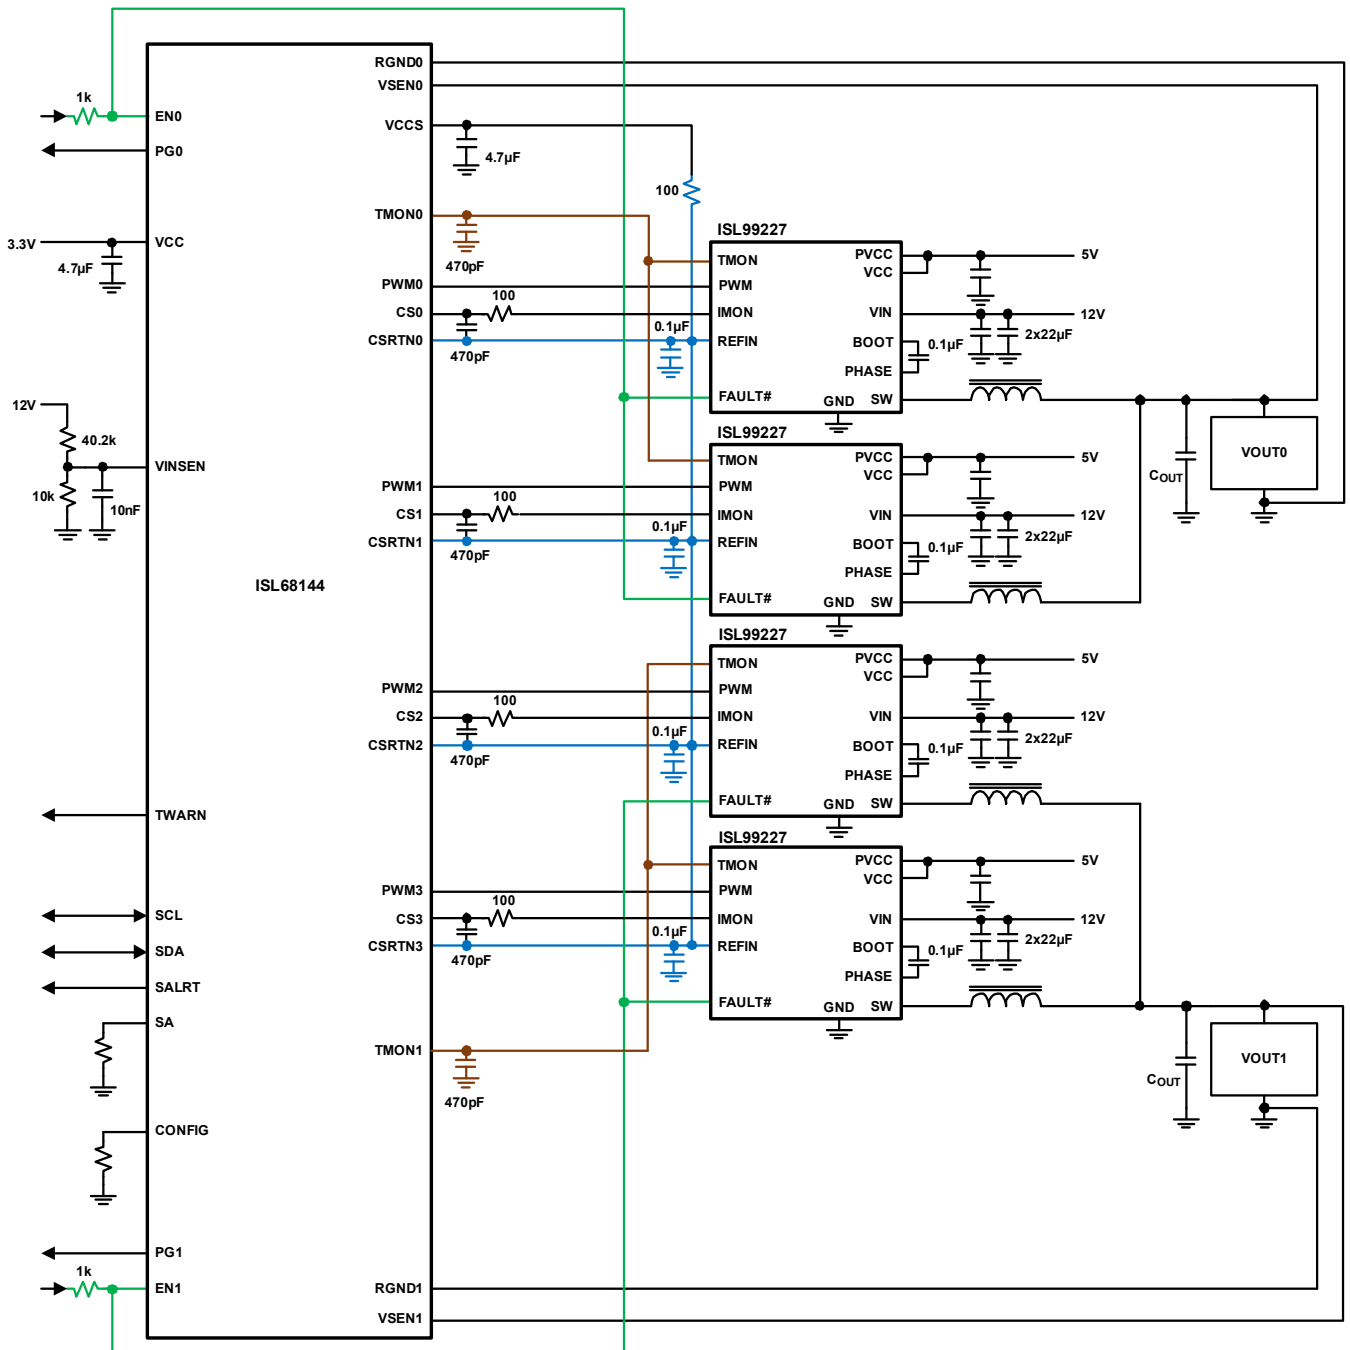 RGND0
VSEN0
1k
EN0
VCCS
PG0
4.7µF
100
TMON0
ISL99227
3.3V
VCC
4.7µF
470pF
TMON
PVCC
5V
VCC
PWM0
PWM
100
CS0
IMON
VIN
12V
0.1µF
2x22µF
CSRTN0
REFIN
BOOT
0.1µF
470pF
PHASE
FAULT#
GND
SW
12V
ISL99227
40.2k
VINSEN
TMON
PVCC
5V
VCC
VOUT0
COUT
PWM1
PWM
10k
10nF
100
CS1
IMON
VIN
12V
0.1µF
2x22µF
CSRTN1
REFIN
BOOT
0.1µF
470pF
PHASE
ISL68144
FAULT#
GND
SW
ISL99227
TMON
PVCC
5V
VCC
PWM2
PWM
100
CS2
IMON
VIN
12V
0.1µF
2x22µF
CSRTN2
REFIN
BOOT
0.1µF
470pF
PHASE
FAULT#
GND
SW
TWARN
ISL99227
TMON
PVCC
5V
VCC
PWM3
PWM
100
SCL
CS3
IMON
VIN
12V
0.1µF
2x22µF
CSRTN3
REFIN
BOOT
0.1µF
SDA
470pF
PHASE
SALRT
FAULT#
GND
SW
SA
TMON1
470pF
VOUT1
COUT
CONFIG
PG1
1k
EN1
RGND1
VSEN1